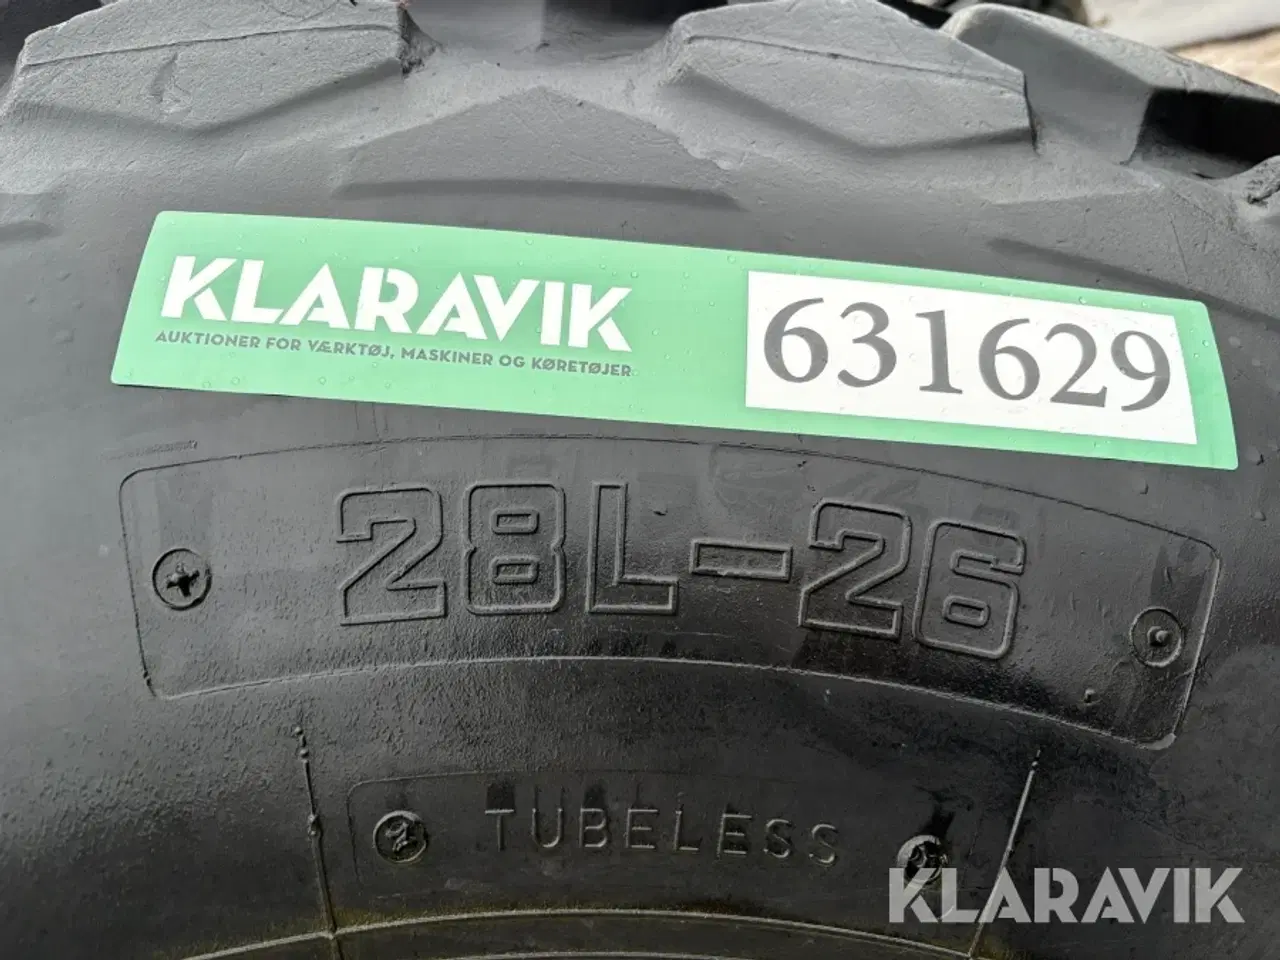 KLARAVIK
AUKTIONER FOR VÆRKTØJ, MASKINER OG KØRETØJER
631629
28L-26
TUBELESS
KLARAVIK